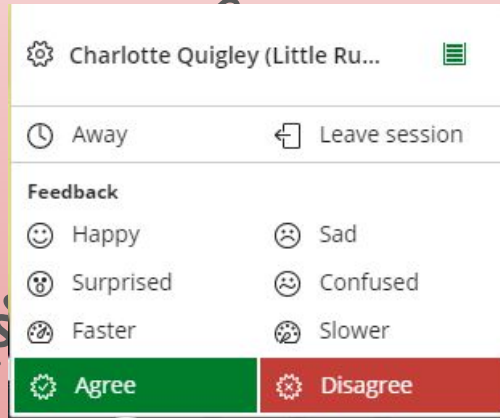 Charlotte Quigley (Little Ru...
Away Leave session
Feedback
Happy Sad
Surprised Confused
Faster Slower
Agree Disagree